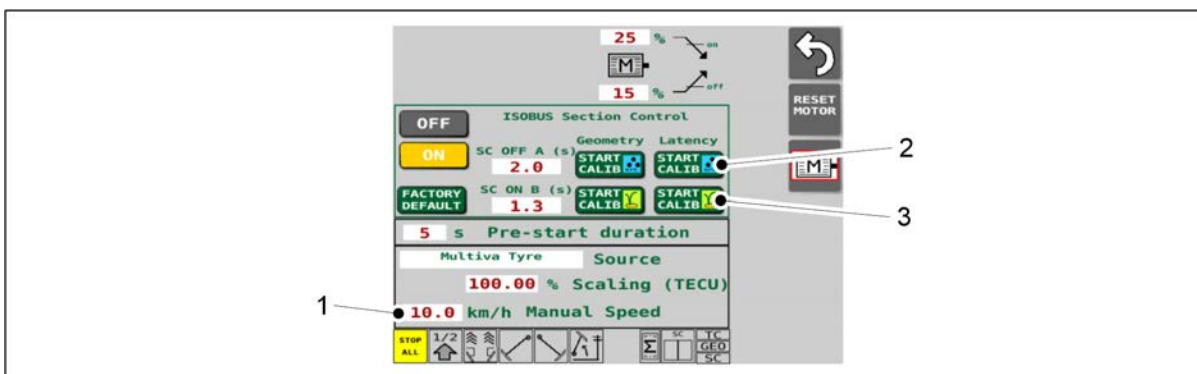 25 %
on
M
15 %
off
RESET
MOTOR
OFF
ISOBUS Section Control
ON
Geometry Latency
SC OFF A (s)
2.0
START
CALIB
START
CALIB
2
M
FACTORY
DEFAULT
SC ON B (s)
1.3
START
CALIB
START
CALIB
3
5 s Pre-start duration
Multiva Tyre Source
100.00 % Scaling (TECU)
1
10.0 km/h Manual Speed
STOP
ALL
1/2
Σ
SC
TC
GEO
SC